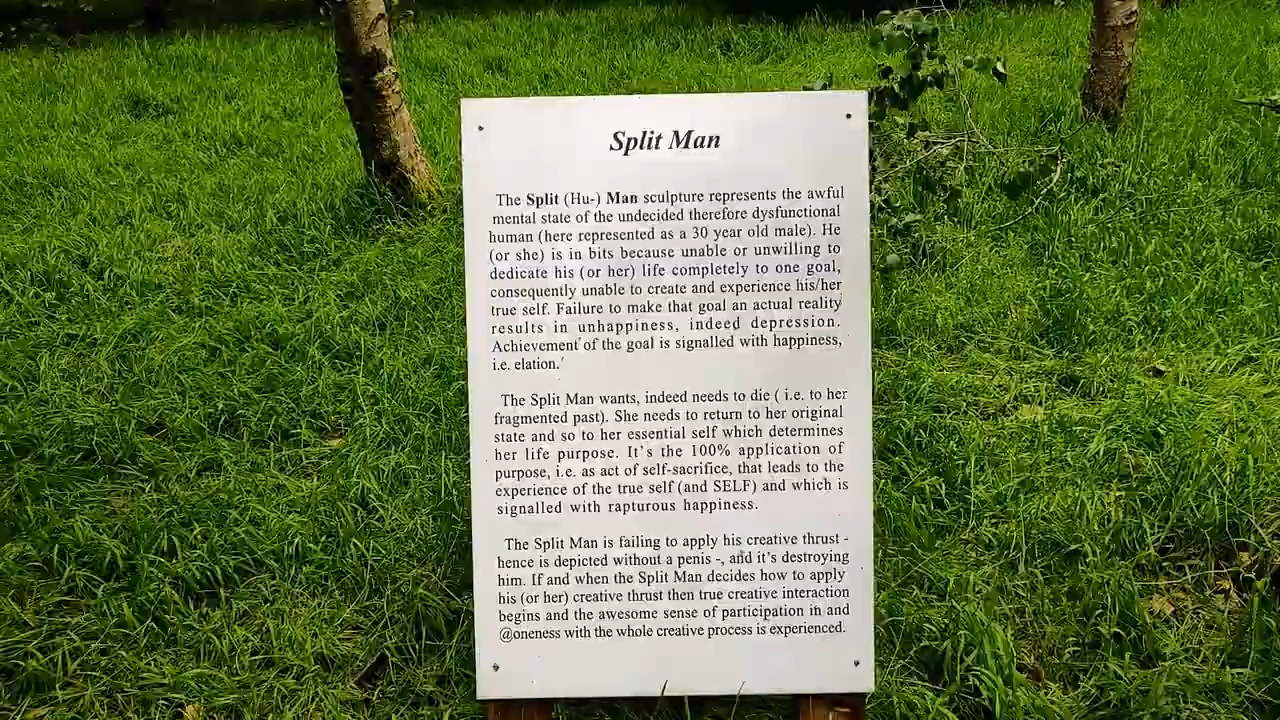 Split Man
The Split (Hu-) Man sculpture represents the awful
mental state of the undecided therefore dysfunctional
human (here represented as a 30 year old male). He
(or she) is in bits because unable or unwilling to
dedicate his (or her) life completely to one goal,
consequently unable to create and experience his/her
true self. Failure to make that goal an actual reality
results in unhappiness, indeed depression.
Achievement of the goal is signalled with happiness,
i.e. elation.'
The Split Man wants, indeed needs to die ( i.e. to her
fragmented past). She needs to return to her original
state and so to her essential self which determines
her life purpose. It's the 100% application of
purpose, i.e. as act of self-sacrifice, that leads to the
experience of the true self (and SELF) and which is
signalled with rapturous happiness.
The Split Man is failing to apply his creative thrust -
hence is depicted without a penis -, and it's destroying
him. If and when the Split Man decides how to apply
his (or her) creative thrust then true creative interaction
begins and the awesome sense of participation in and
@oneness with the whole creative process is experienced.